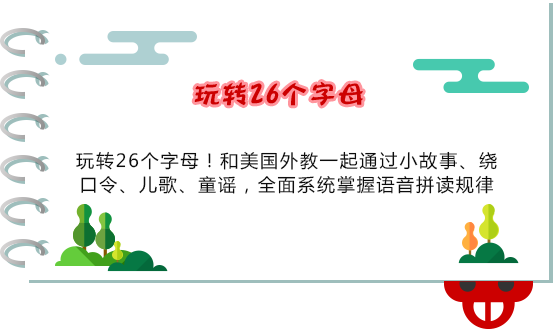 玩转26个字母
玩转26个字母！和美国外教一起通过小故事、绕
口令、儿歌、童谣，全面系统掌握语音拼读规律